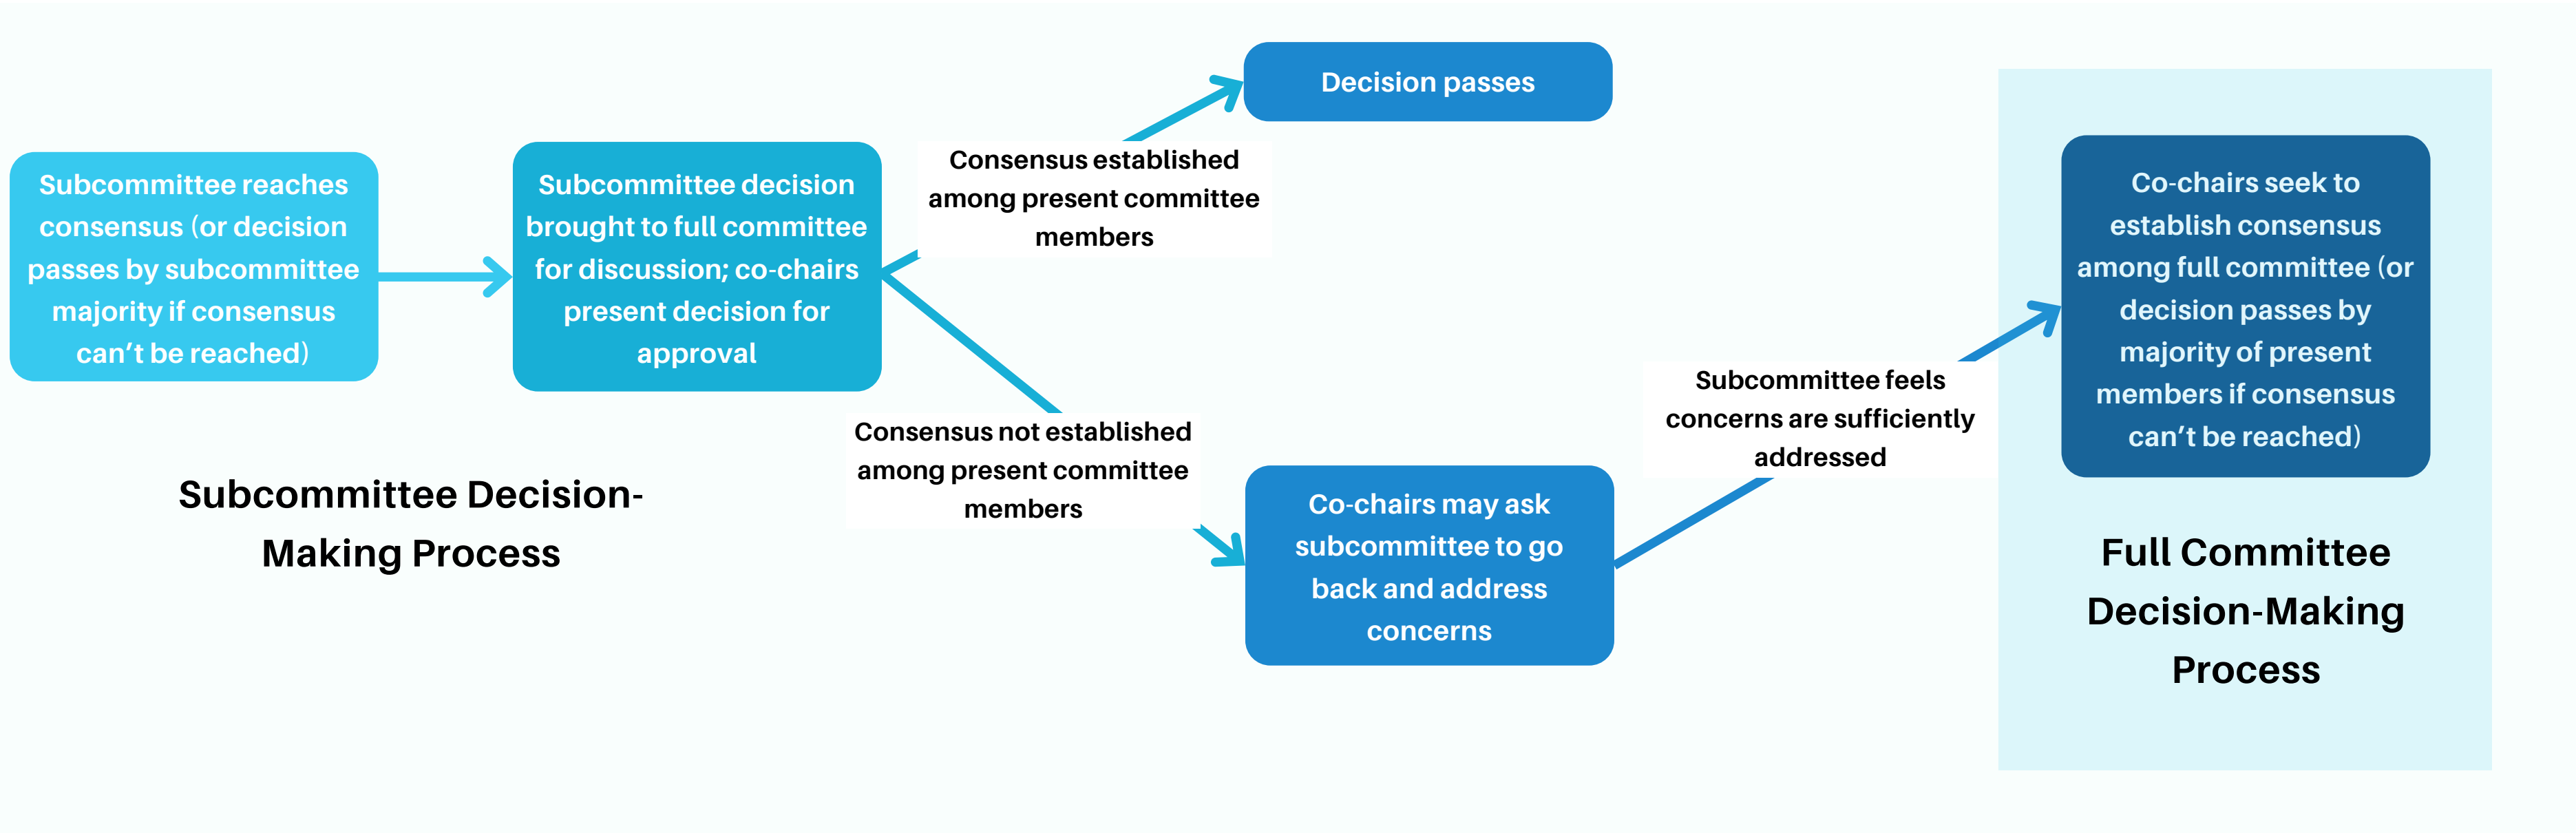 Subcommittee reaches
consensus (or decision
passes by subcommittee
majority if consensus
can’t be reached)
Subcommittee Decision-
Making Process
Subcommittee decision
brought to full committee
for discussion; co-chairs
present decision for
approval
Consensus established
among present committee
members
Decision passes
Consensus not established
among present committee
members
Co-chairs may ask
subcommittee to go
back and address
concerns
Subcommittee feels
concerns are sufficiently
addressed
Co-chairs seek to
establish consensus
among full committee (or
decision passes by
majority of present
members if consensus
can’t be reached)
Full Committee
Decision-Making
Process